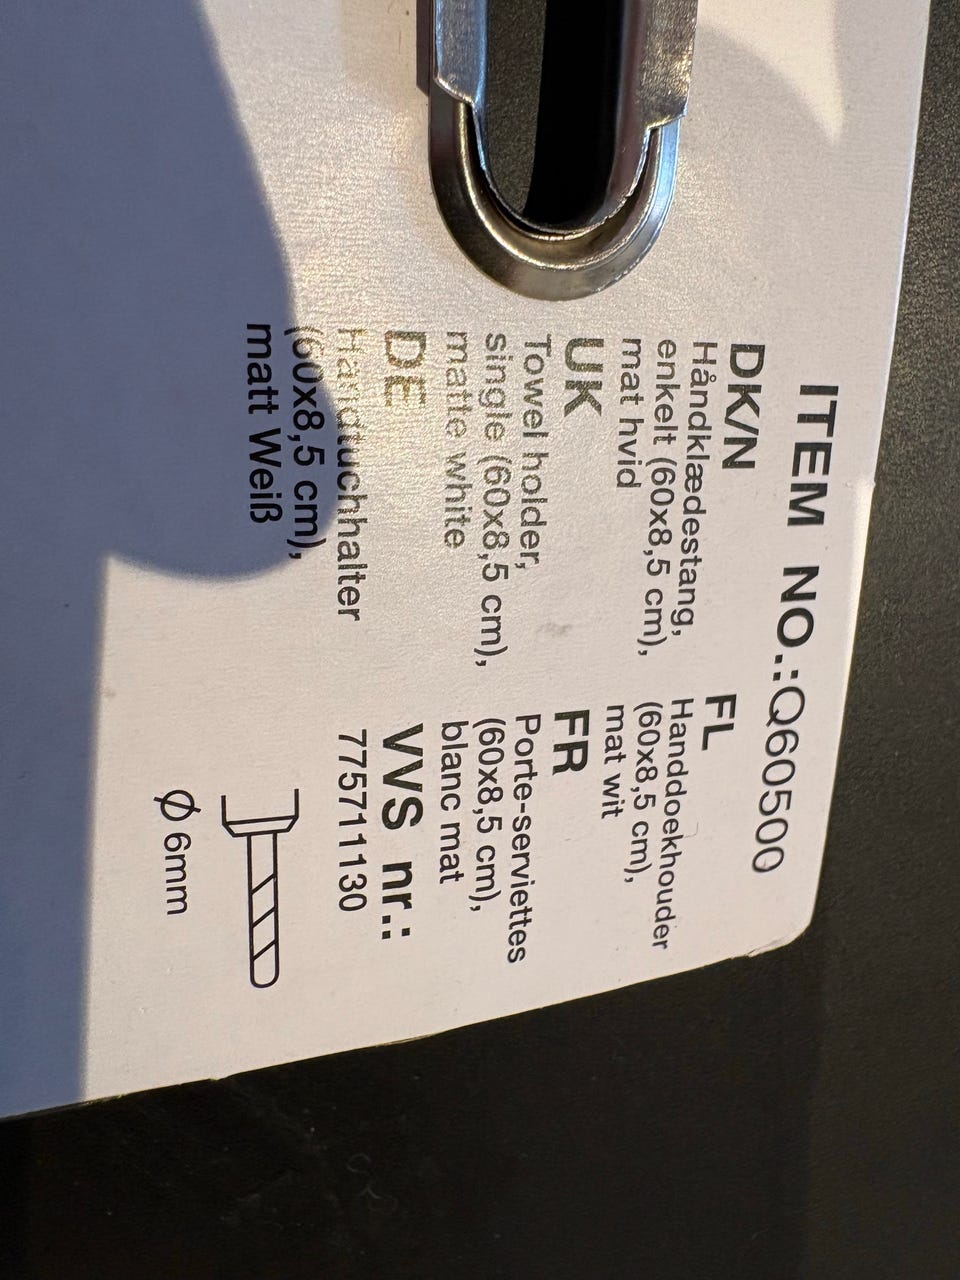 ITEM NO.:Q60500
DK/N
Håndklædestang,
enkelt (60x8,5 cm),
mat hvid
UK
Towel holder,
single (60x8,5 cm),
matte white
DE
Handtuchhalter
(60x8,5 cm),
matt Weiß
FL
Handdoekhouder
(60x8,5 cm),
mat wit
FR
Porte-serviettes
(60x8,5 cm),
blanc mat
VVS nr.:
775711130
Ø 6mm